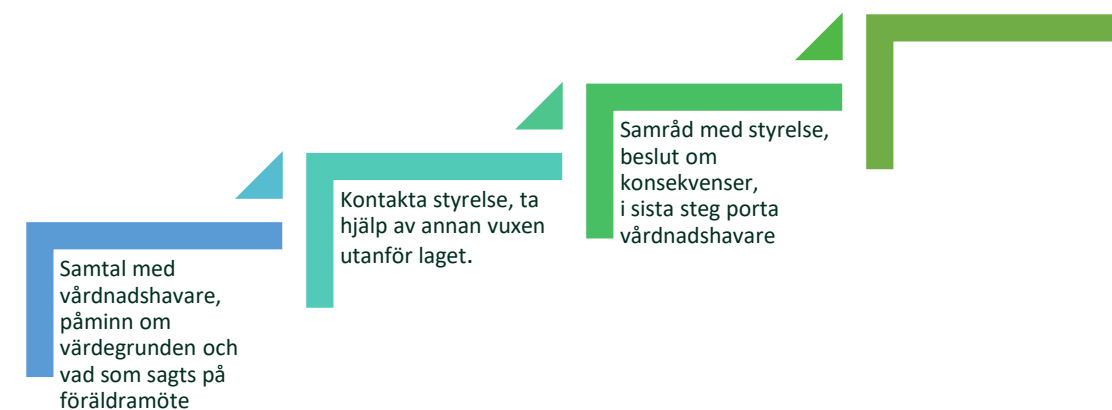 Samtal med
vårdnadshavare,
påminn om
värdegrunden och
vad som sagts på
föräldramöte
Kontakta styrelse, ta
hjälp av annan vuxen
utanför laget.
Samråd med styrelse,
beslut om
konsekvenser,
i sista steg porta
vårdnadshavare